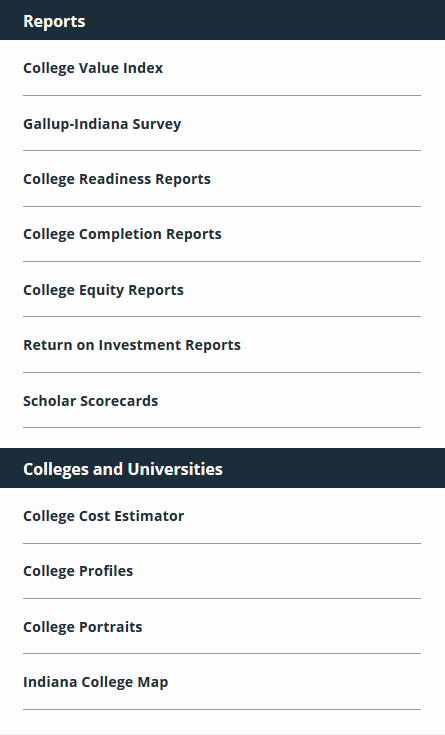 Reports
College Value Index
Gallup-Indiana Survey
College Readiness Reports
College Completion Reports
College Equity Reports
Return on Investment Reports
Scholar Scorecards
Colleges and Universities
College Cost Estimator
College Profiles
College Portraits
Indiana College Map